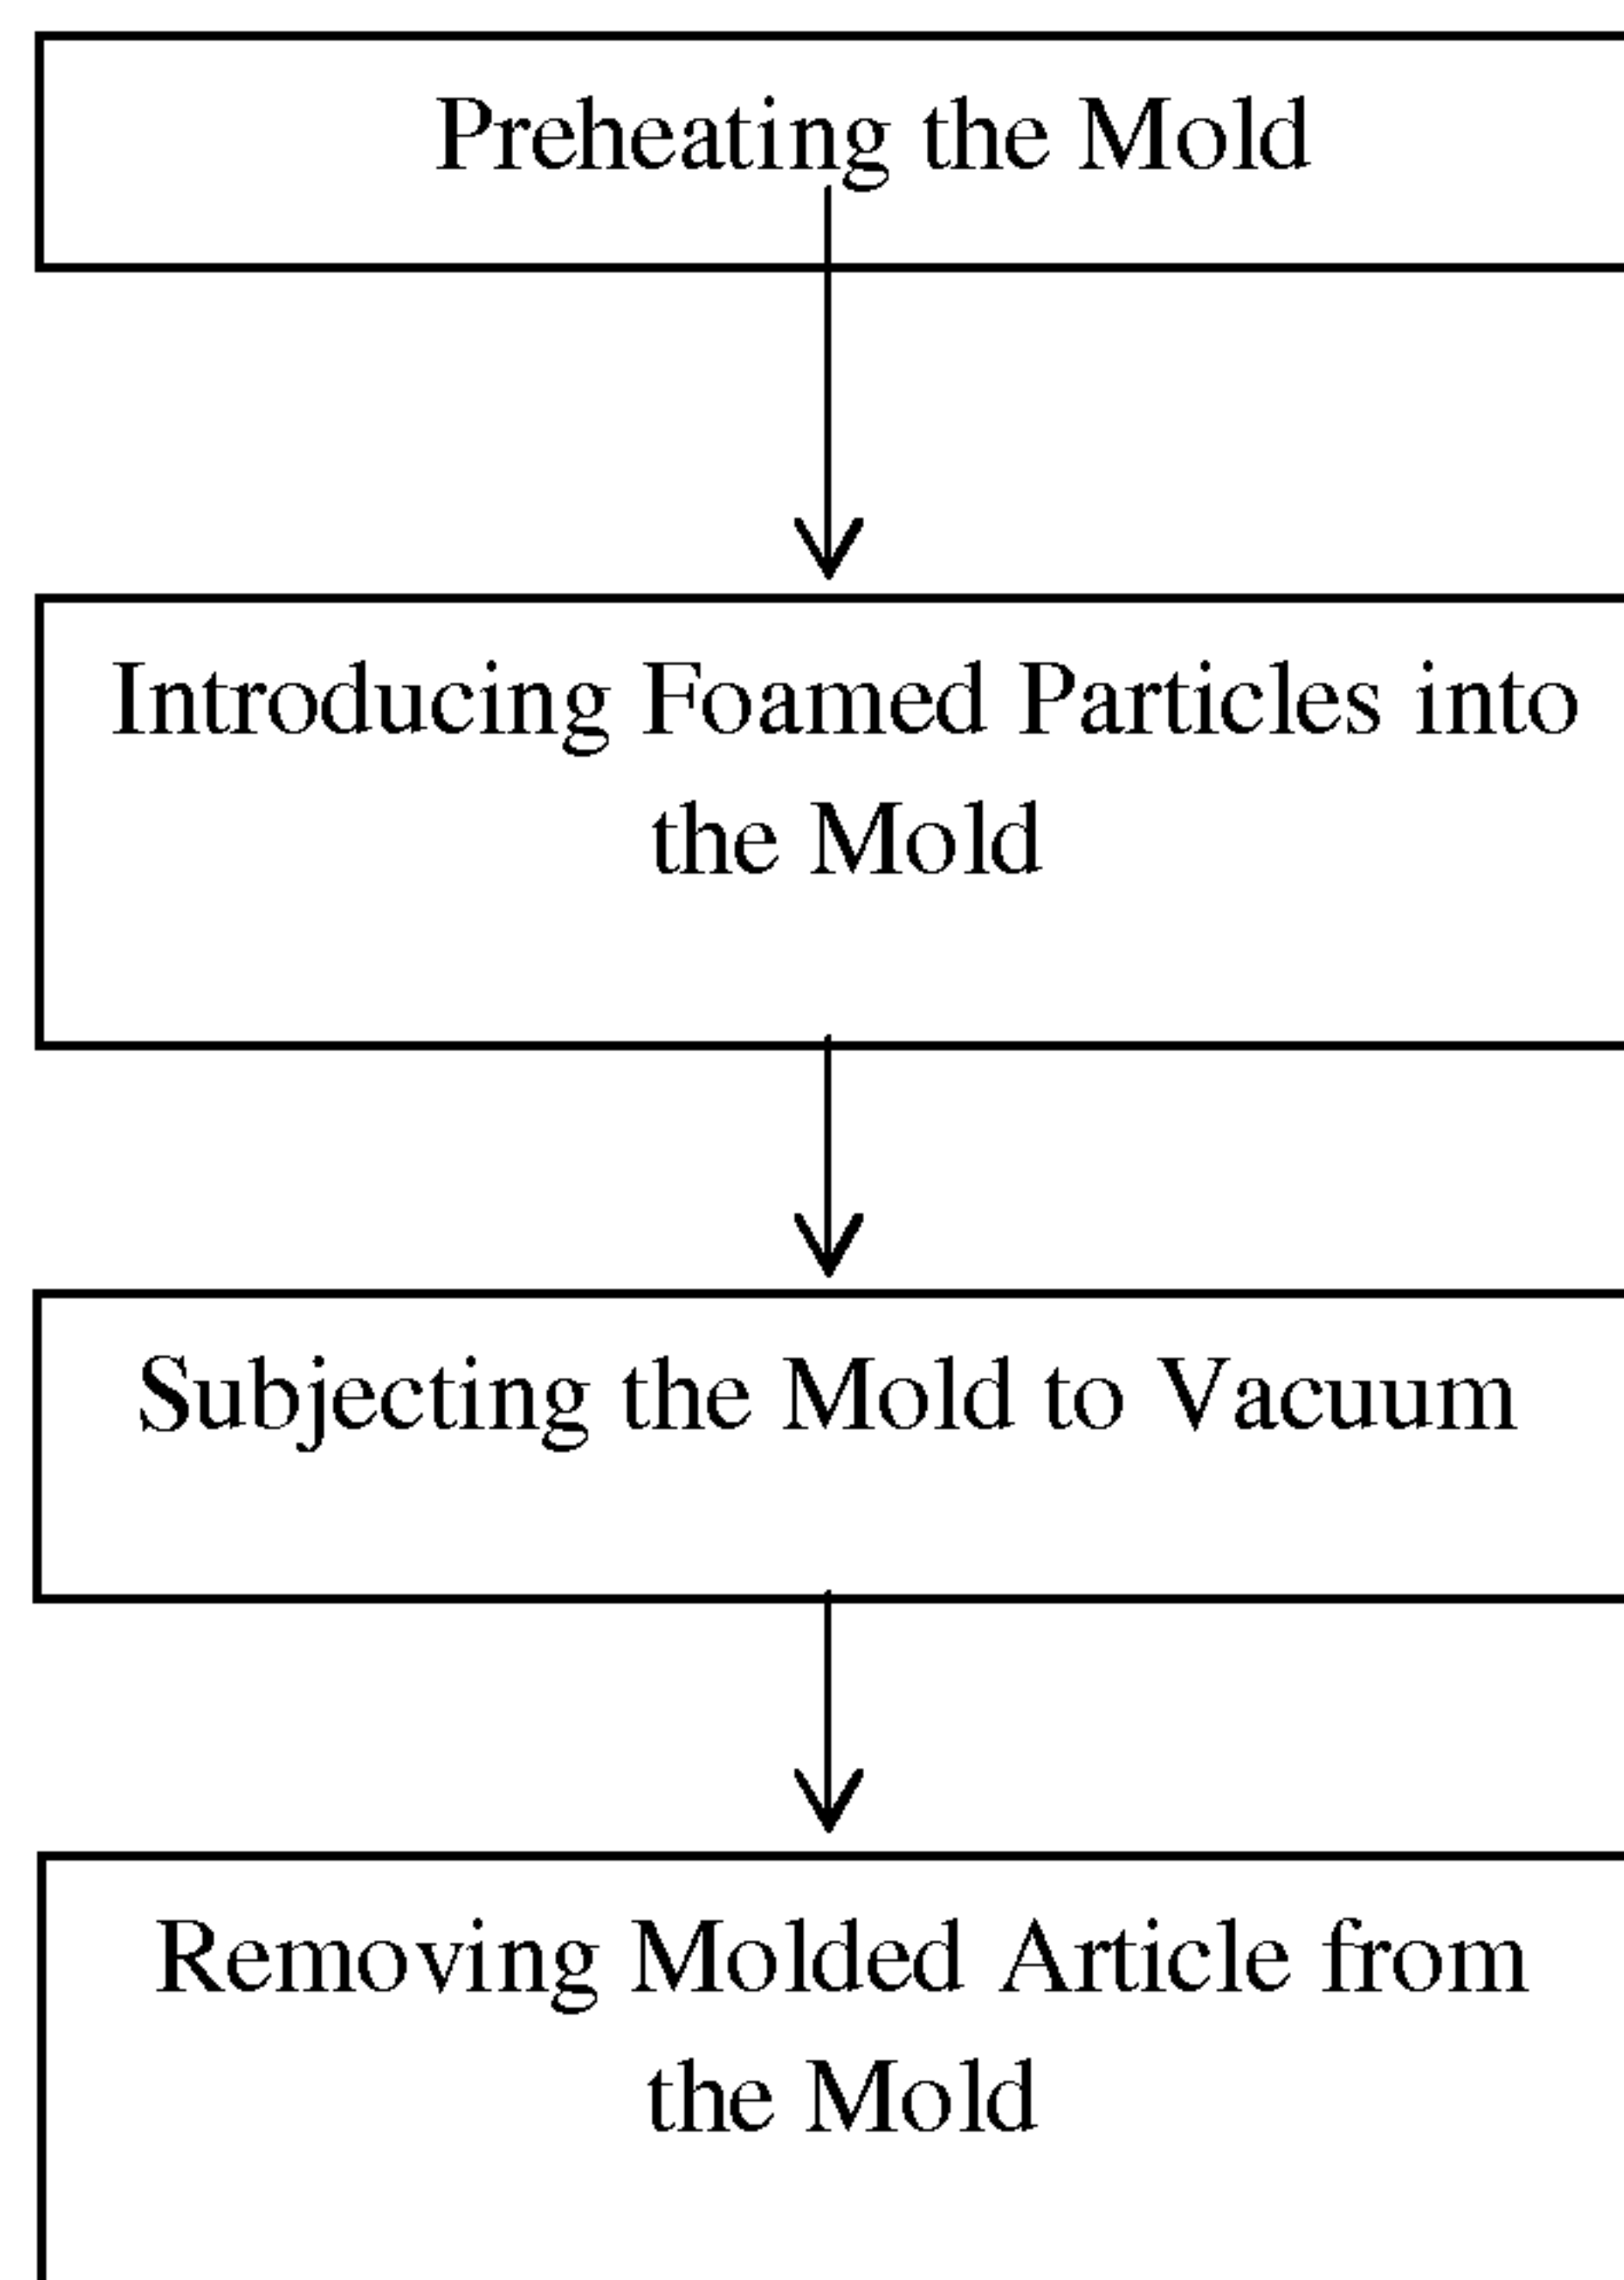 Preheating the Mold
Introducing Foamed Particles into
the Mold
Subjecting the Mold to Vacuum
Removing Molded Article from
the Mold